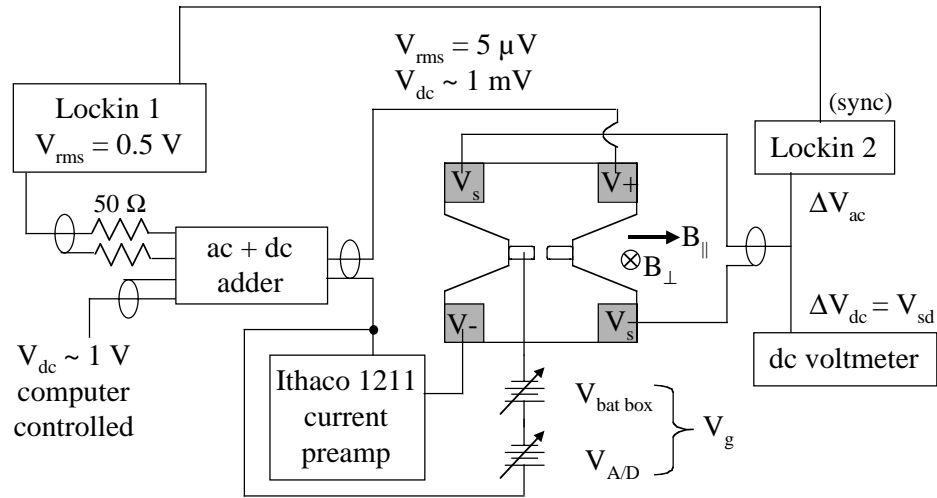 V_rms = 5 µV
V_dc ~ 1 mV
Lockin 1
V_rms = 0.5 V
(sync)
Lockin 2
50 Ω
V_s
V+
ΔV_ac
ac + dc
adder
B_||
⊗B_⊥
V-
V_s
ΔV_dc = V_sd
dc voltmeter
V_dc ~ 1 V
computer
controlled
Ithaco 1211
current
preamp
V_bat box
V_g
V_A/D